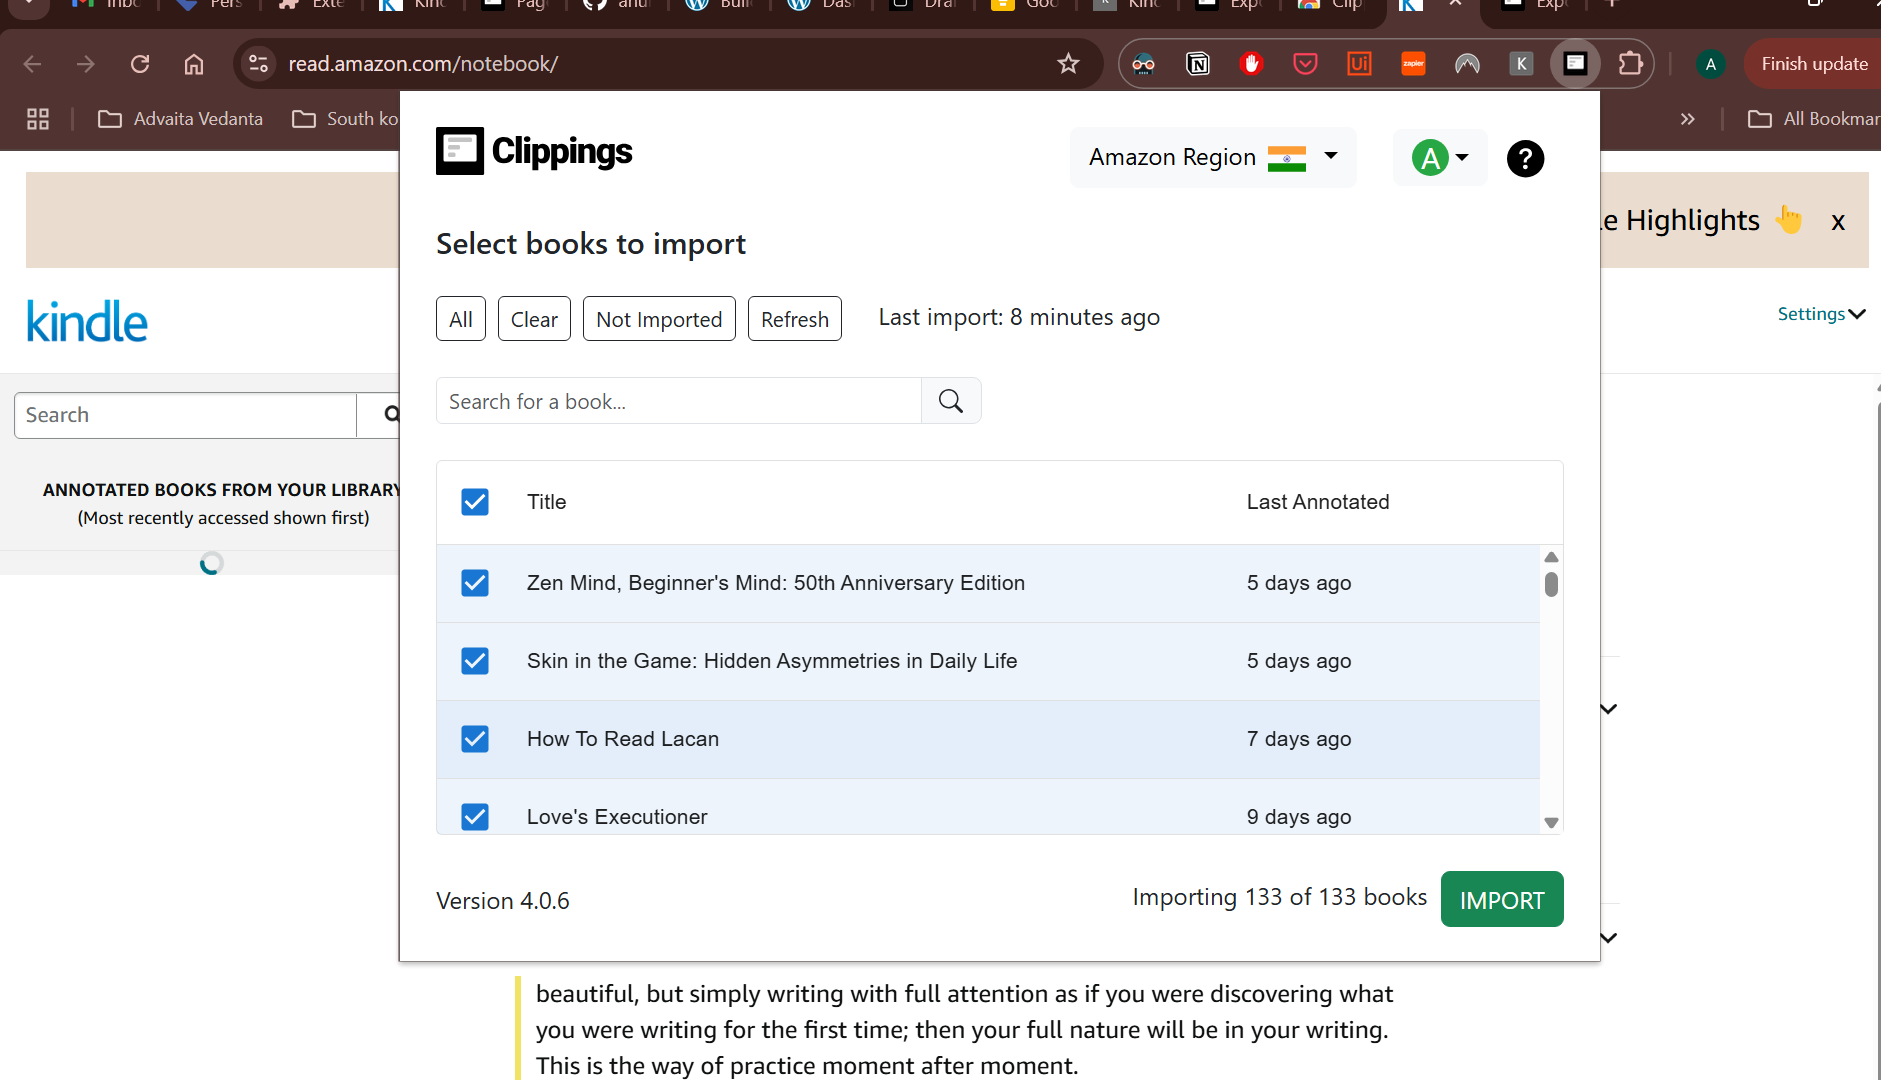 Inbo
Pers
Exte
Kind
Page
anu
Buil
Das
Dra
Goo
Kin
Exp
Clip
Exp
read.amazon.com/notebook/
Finish update
Advaita Vedanta
South ko
All Bookmar
Clippings
Amazon Region
A
?
Select books to import
le Highlights 👆 x
All Clear Not Imported Refresh Last import: 8 minutes ago
kindle
Settings
Search for a book...
Search
ANNOTATED BOOKS FROM YOUR LIBRARY
(Most recently accessed shown first)
Title Last Annotated
Zen Mind, Beginner's Mind: 50th Anniversary Edition 5 days ago
Skin in the Game: Hidden Asymmetries in Daily Life 5 days ago
How To Read Lacan 7 days ago
Love's Executioner 9 days ago
Version 4.0.6
Importing 133 of 133 books IMPORT
beautiful, but simply writing with full attention as if you were discovering what
you were writing for the first time; then your full nature will be in your writing.
This is the way of practice moment after moment.